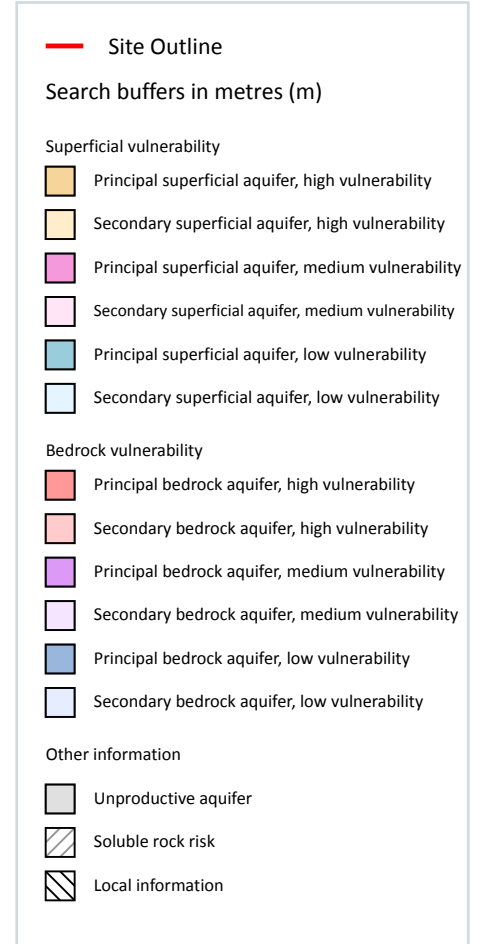 Site Outline
Search buffers in metres (m)
Superficial vulnerability
Principal superficial aquifer, high vulnerability
Secondary superficial aquifer, high vulnerability
Principal superficial aquifer, medium vulnerability
Secondary superficial aquifer, medium vulnerability
Principal superficial aquifer, low vulnerability
Secondary superficial aquifer, low vulnerability
Bedrock vulnerability
Principal bedrock aquifer, high vulnerability
Secondary bedrock aquifer, high vulnerability
Principal bedrock aquifer, medium vulnerability
Secondary bedrock aquifer, medium vulnerability
Principal bedrock aquifer, low vulnerability
Secondary bedrock aquifer, low vulnerability
Other information
Unproductive aquifer
Soluble rock risk
Local information